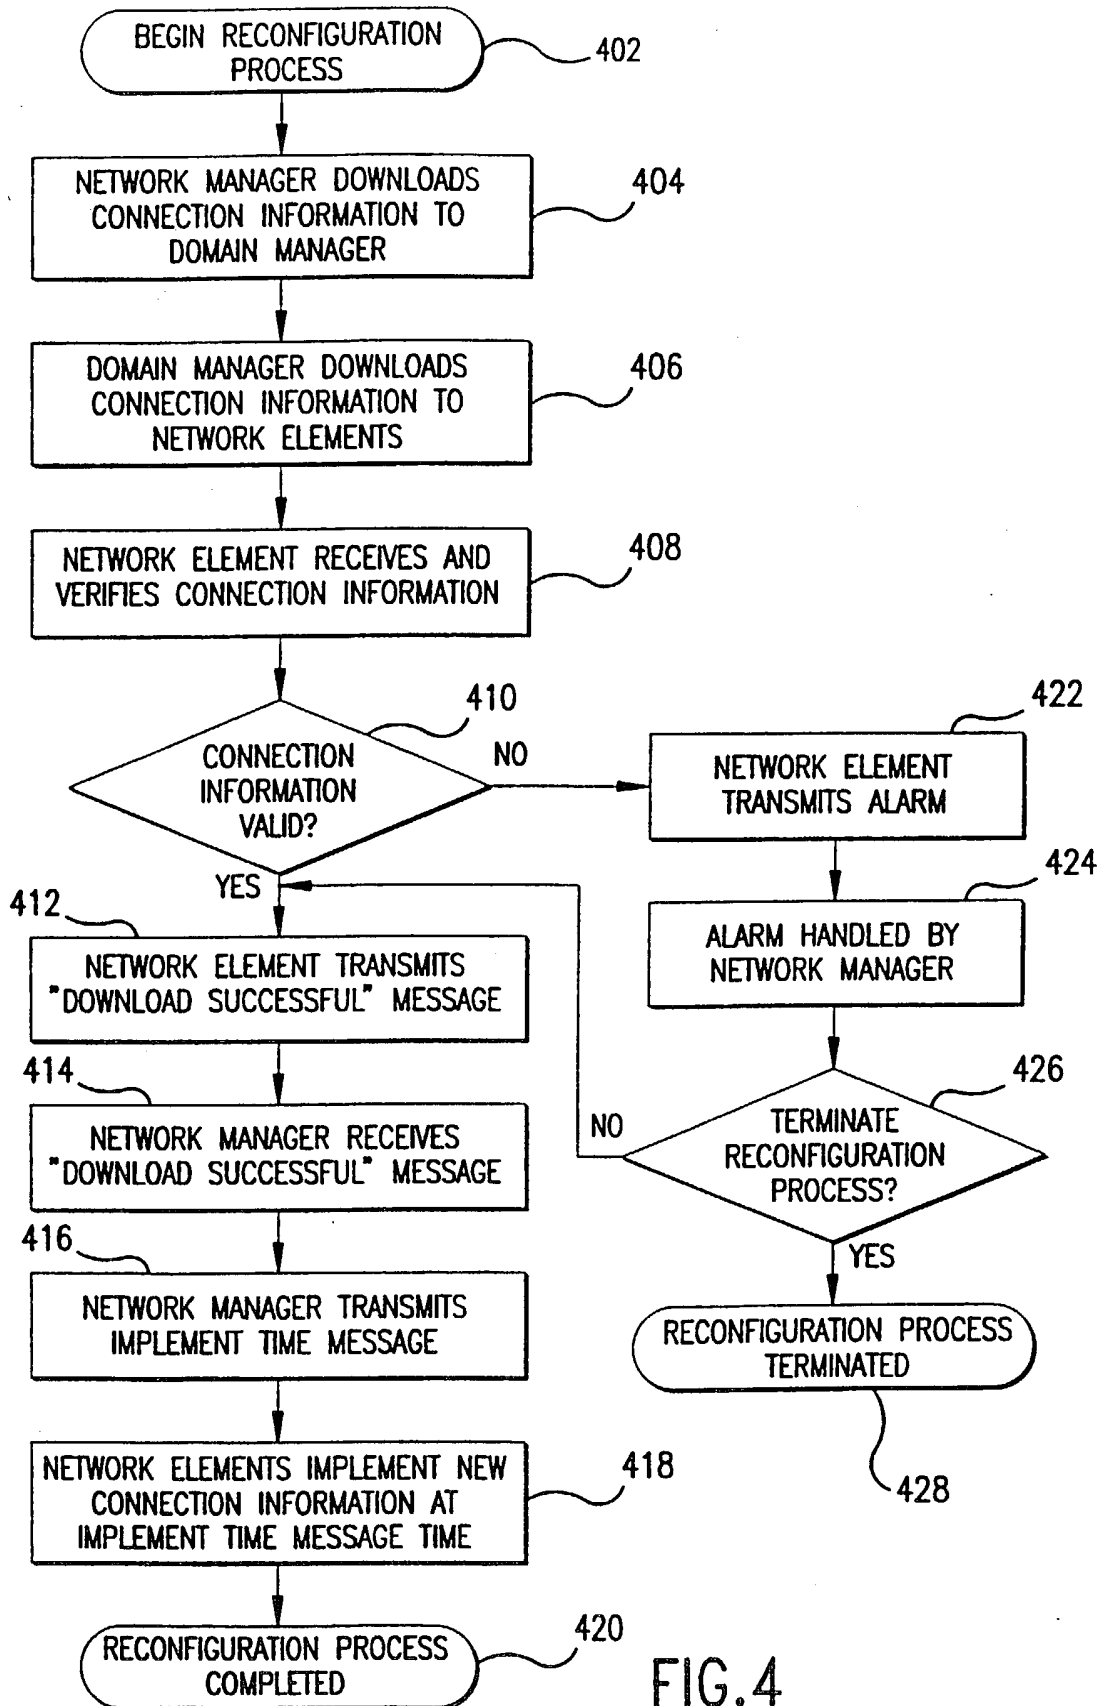 BEGIN RECONFIGURATION
PROCESS
402
NETWORK MANAGER DOWNLOADS
CONNECTION INFORMATION TO
DOMAIN MANAGER
404
DOMAIN MANAGER DOWNLOADS
CONNECTION INFORMATION TO
NETWORK ELEMENTS
406
NETWORK ELEMENT RECEIVES AND
VERIFIES CONNECTION INFORMATION
408
CONNECTION
INFORMATION
VALID?
410
NO
YES
NETWORK ELEMENT
TRANSMITS ALARM
422
ALARM HANDLED BY
NETWORK MANAGER
424
TERMINATE
RECONFIGURATION
PROCESS?
426
NO
YES
RECONFIGURATION PROCESS
TERMINATED
428
412
NETWORK ELEMENT TRANSMITS
"DOWNLOAD SUCCESSFUL" MESSAGE
414
NETWORK MANAGER RECEIVES
"DOWNLOAD SUCCESSFUL" MESSAGE
416
NETWORK MANAGER TRANSMITS
IMPLEMENT TIME MESSAGE
NETWORK ELEMENTS IMPLEMENT NEW
CONNECTION INFORMATION AT
IMPLEMENT TIME MESSAGE TIME
418
RECONFIGURATION PROCESS
COMPLETED
420
FIG.4